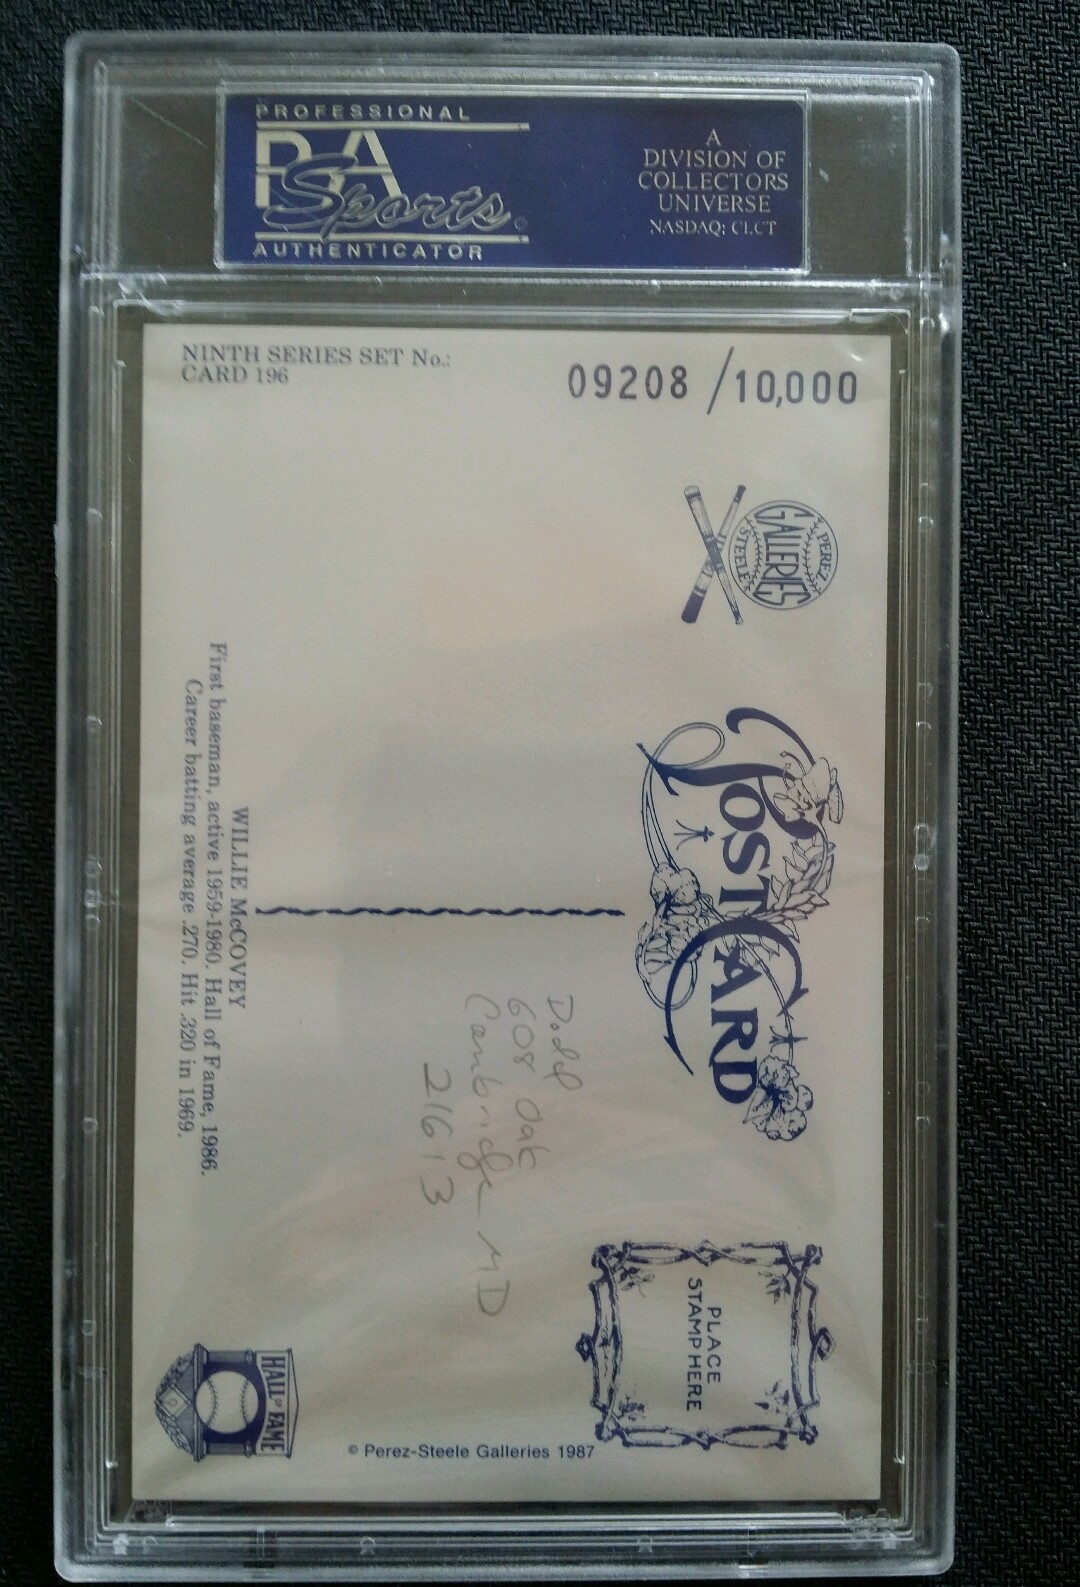 PROFESSIONAL
PSA
Sports
AUTHENTICATOR
A
DIVISION OF
COLLECTORS
UNIVERSE
NASDAQ: CLCT
NINTH SERIES SET No.:
CARD 196
09208 /10,000
PEREZ
GALLERIES
STEELE
POSTCARD
PLACE
STAMP HERE
Dodd
608 Oak
Cambridge MD
21613
WILLIE McCOVEY
First baseman, active 1959-1980. Hall of Fame, 1986.
Career batting average .270. Hit .320 in 1969.
HALL OF FAME
© Perez-Steele Galleries 1987